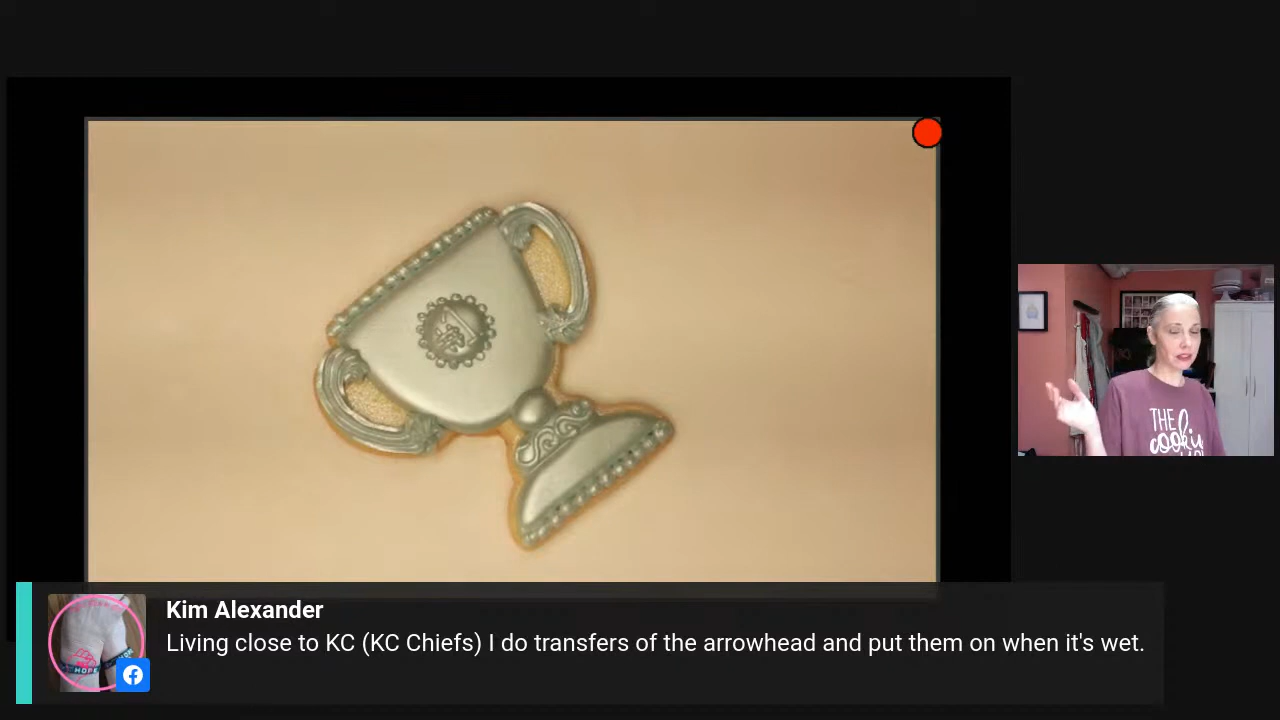 THE
Kim Alexander
Living close to KC (KC Chiefs) I do transfers of the arrowhead and put them on when it's wet.
HOPE